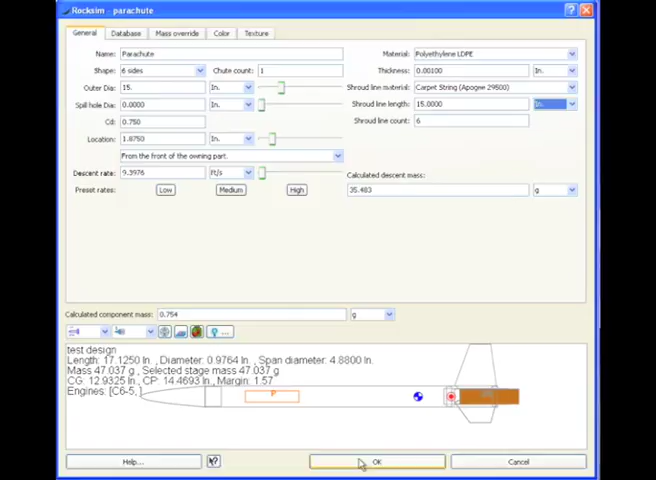 Rocksim - parachute
General Database Mass override Color Texture
Name: Parachute Material: Polyethylene LDPE
Shape: 6 sides Chute count: 1 Thickness: 0.00100 In.
Outer Dia: 15. In. Shroud line material: Carpet String (Apogee 29500)
Spill hole Dia: 0.0000 In. Shroud line length: 15.0000 In.
Cd: 0.750 Shroud line count: 6
Location: 1.8750 In.
From the front of the owning part.
Descent rate: 9.3976 ft/s Calculated descent mass:
Preset rates: Low Medium High 35.483 g
Calculated component mass: 0.754 g
...
test design
Length: 17.1250 In. , Diameter: 0.9764 In. , Span diameter: 4.8800 In.
Mass 47.037 g , Selected stage mass 47.037 g
CG: 12.9325 In., CP: 14.4693 In., Margin: 1.57
Engines: [C6-5, ]
Help... OK Cancel